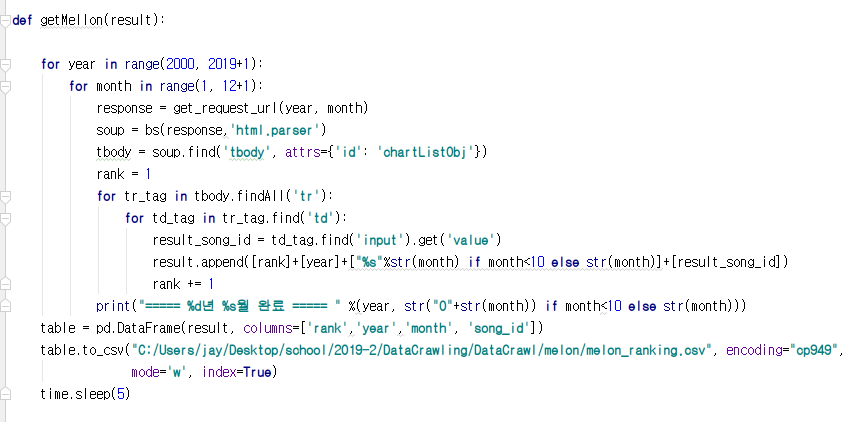 def getMellon(result):
for year in range(2000, 2019+1):
for month in range(1, 12+1):
response = get_request_url(year, month)
soup = bs(response,'html.parser')
tbody = soup.find('tbody', attrs={'id': 'chartListObj'})
rank = 1
for tr_tag in tbody.findAll('tr'):
for td_tag in tr_tag.find('td'):
result_song_id = td_tag.find('input').get('value')
result.append([rank]+[year]+["%s"%str(month) if month<10 else str(month)]+[result_song_id])
rank += 1
print("===== %d년 %s월 완료 ===== " %(year, str("0"+str(month)) if month<10 else str(month)))
table = pd.DataFrame(result, columns=['rank','year','month', 'song_id'])
table.to_csv("C:/Users/jay/Desktop/school/2019-2/DataCrawling/DataCrawl/melon/melon_ranking.csv", encoding="cp949",
mode='w', index=True)
time.sleep(5)